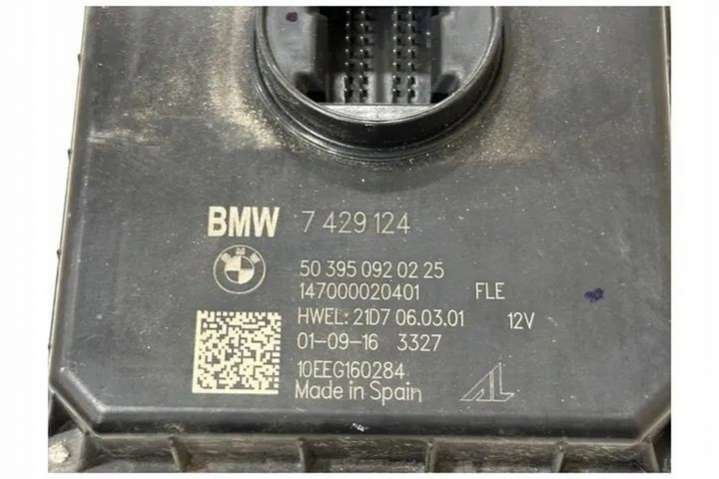 BMW 7 429 124
50 395 092 02 25
147000020401 FLE
HWEL: 21D7 06.03.01 12V
01-09-16 3327
10EEG160284
Made in Spain
AL